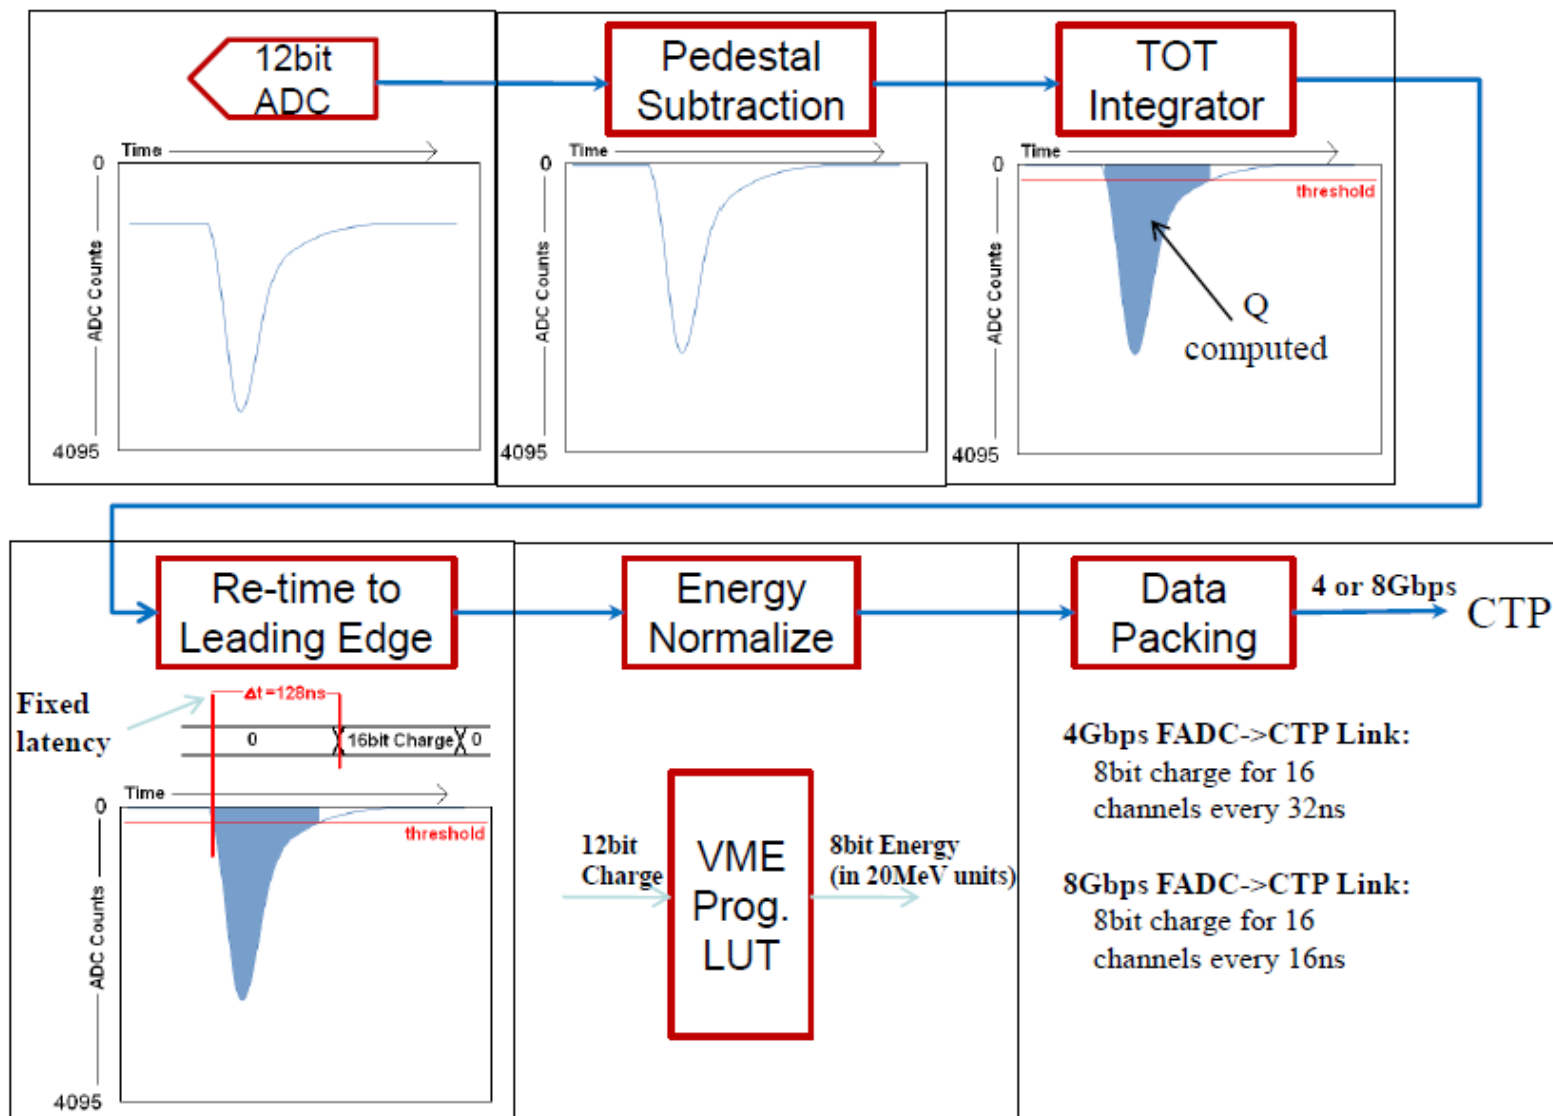 12bit
ADC
Pedestal
Subtraction
TOT
Integrator
Time
0
ADC Counts
4095
Time
0
ADC Counts
4095
Time
0
threshold
ADC Counts
Q
computed
4095
Re-time to
Leading Edge
Energy
Normalize
Data
Packing
4 or 8Gbps
CTP
Fixed
latency
Δt=128ns
0
16bit Charge
0
Time
0
threshold
ADC Counts
4095
12bit
Charge
VME
Prog.
LUT
8bit Energy
(in 20MeV units)
4Gbps FADC->CTP Link:
8bit charge for 16
channels every 32ns
8Gbps FADC->CTP Link:
8bit charge for 16
channels every 16ns